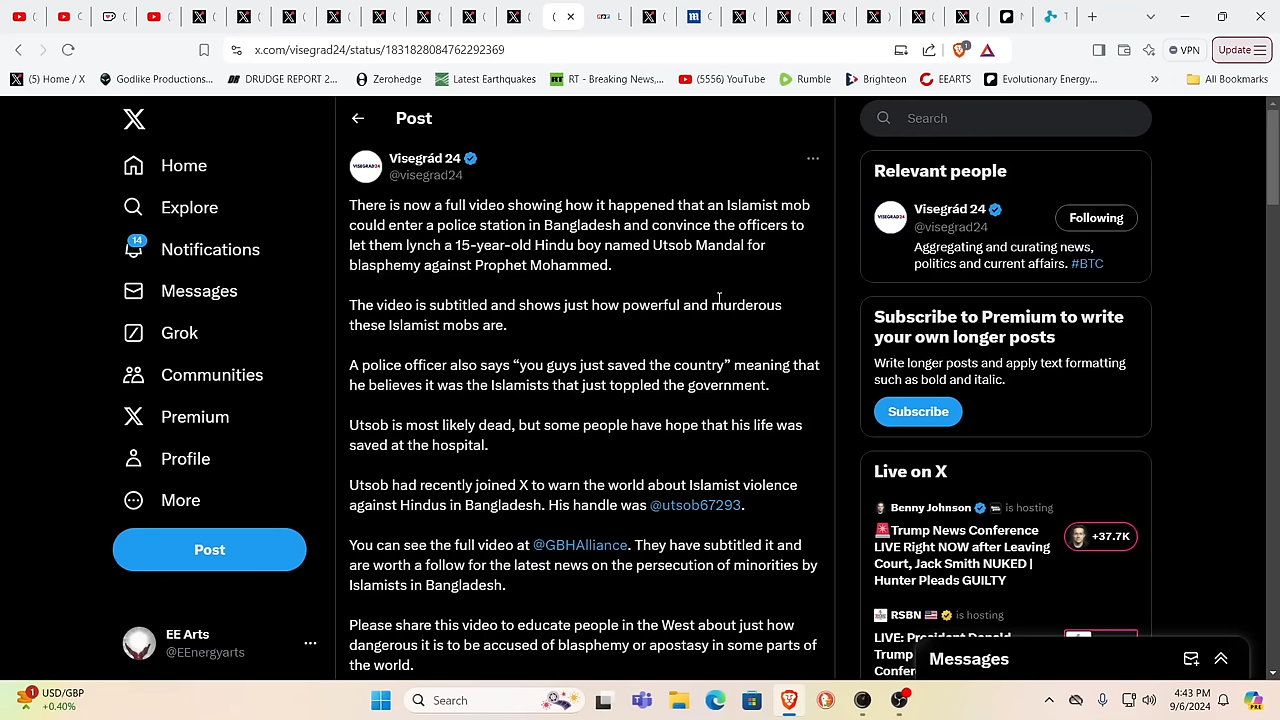 x.com/visegrad24/status/1831828084762292369
1
VPN
Update
(5) Home / X
Godlike Productions...
DRUDGE REPORT 2...
Zerohedge
Latest Earthquakes
RT - Breaking News,...
(5556) YouTube
Rumble
Brighteon
EEARTS
Evolutionary Energy...
All Bookmarks
Home
Explore
14
Notifications
Messages
Grok
Communities
Premium
Profile
More
Post
EE Arts
@EEnergyarts
Post
VISEGRAD24
Visegrád 24
@visegrad24
There is now a full video showing how it happened that an Islamist mob
could enter a police station in Bangladesh and convince the officers to
let them lynch a 15-year-old Hindu boy named Utsob Mandal for
blasphemy against Prophet Mohammed.
The video is subtitled and shows just how powerful and murderous
these Islamist mobs are.
A police officer also says “you guys just saved the country” meaning that
he believes it was the Islamists that just toppled the government.
Utsob is most likely dead, but some people have hope that his life was
saved at the hospital.
Utsob had recently joined X to warn the world about Islamist violence
against Hindus in Bangladesh. His handle was @utsob67293.
You can see the full video at @GBHAlliance. They have subtitled it and
are worth a follow for the latest news on the persecution of minorities by
Islamists in Bangladesh.
Please share this video to educate people in the West about just how
dangerous it is to be accused of blasphemy or apostasy in some parts of
the world.
Search
Relevant people
VISEGRAD24
Visegrád 24
@visegrad24
Following
Aggregating and curating news,
politics and current affairs. #BTC
Subscribe to Premium to write
your own longer posts
Write longer posts and apply text formatting
such as bold and italic.
Subscribe
Live on X
Benny Johnson is hosting
Trump News Conference
LIVE Right NOW after Leaving
Court, Jack Smith NUKED |
Hunter Pleads GUILTY
+37.7K
RSBN is hosting
LIVE: President Donald
Trump
Confer
Messages
1
USD/GBP
+0.40%
Search
4:43 PM
9/6/2024
PRE